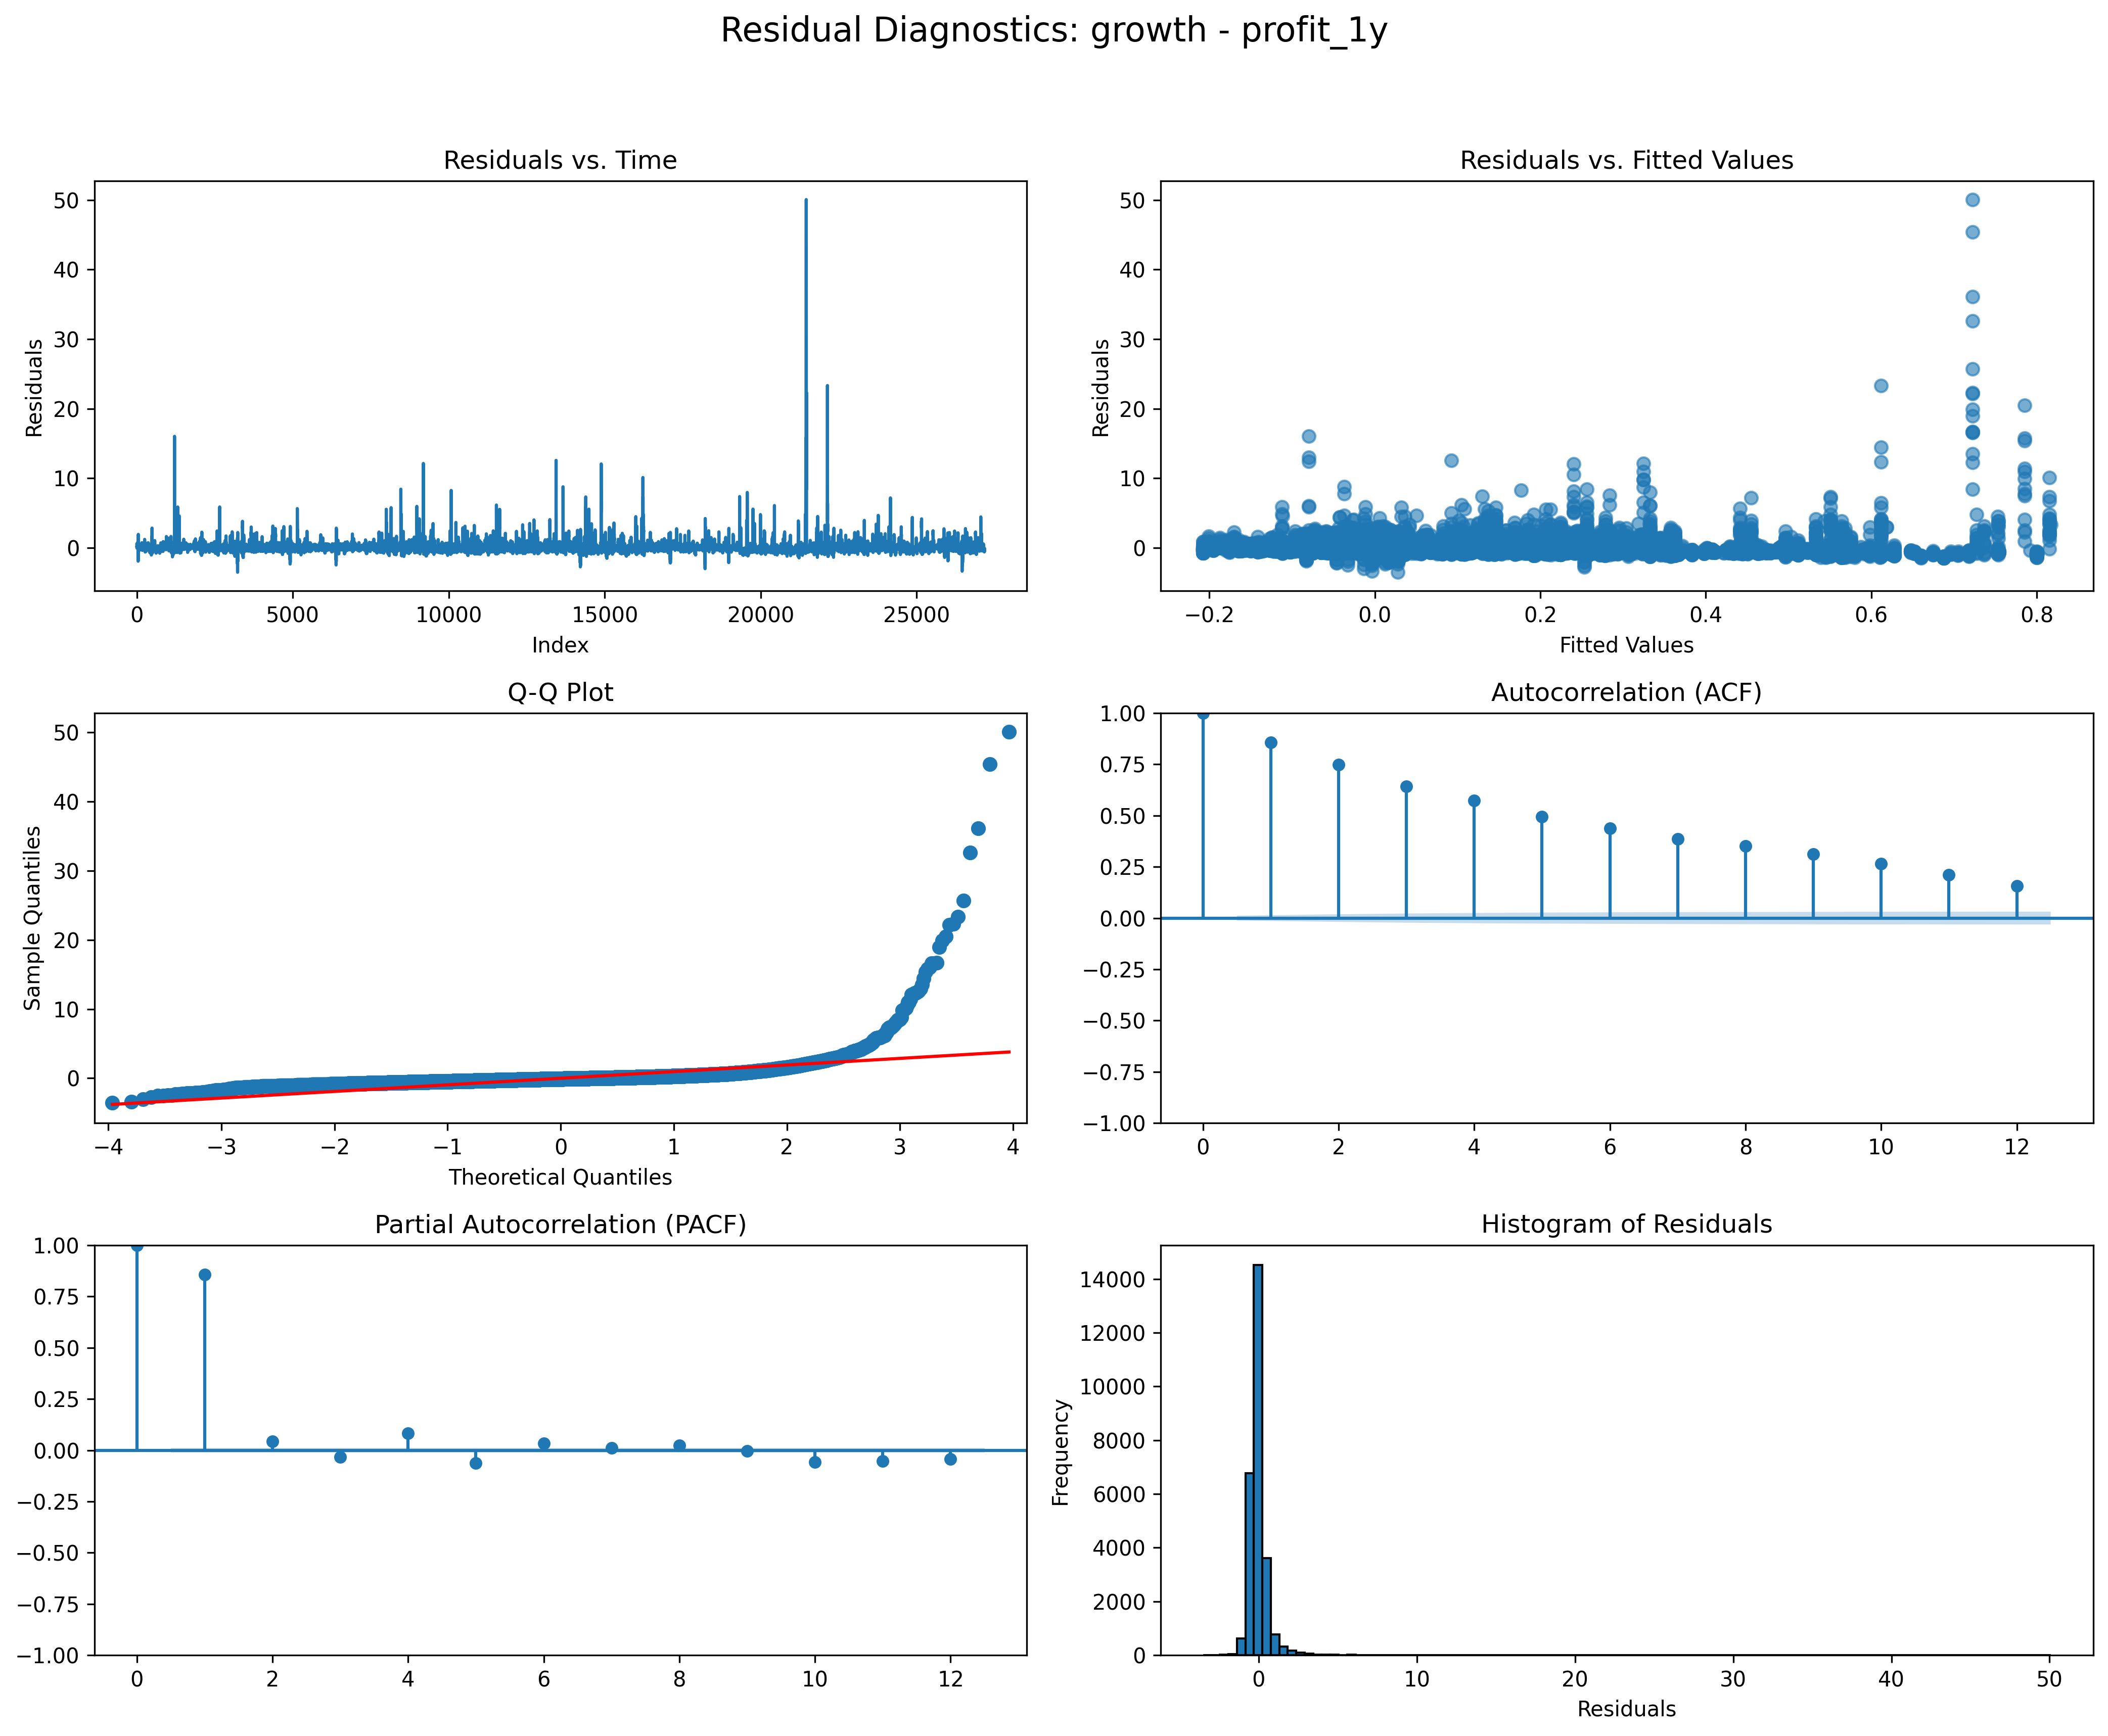 Residual Diagnostics: growth - profit_1y
Residuals vs. Time
50
40
30
20
10
0
Residuals
0 5000 10000 15000 20000 25000
Index
Residuals vs. Fitted Values
50
40
30
20
10
0
Residuals
−0.2 0.0 0.2 0.4 0.6 0.8
Fitted Values
Q-Q Plot
50
40
30
20
10
0
Sample Quantiles
−4 −3 −2 −1 0 1 2 3 4
Theoretical Quantiles
Autocorrelation (ACF)
1.00
0.75
0.50
0.25
0.00
−0.25
−0.50
−0.75
−1.00
0 2 4 6 8 10 12
Partial Autocorrelation (PACF)
1.00
0.75
0.50
0.25
0.00
−0.25
−0.50
−0.75
−1.00
0 2 4 6 8 10 12
Histogram of Residuals
14000
12000
10000
8000
6000
4000
2000
0
Frequency
0 10 20 30 40 50
Residuals